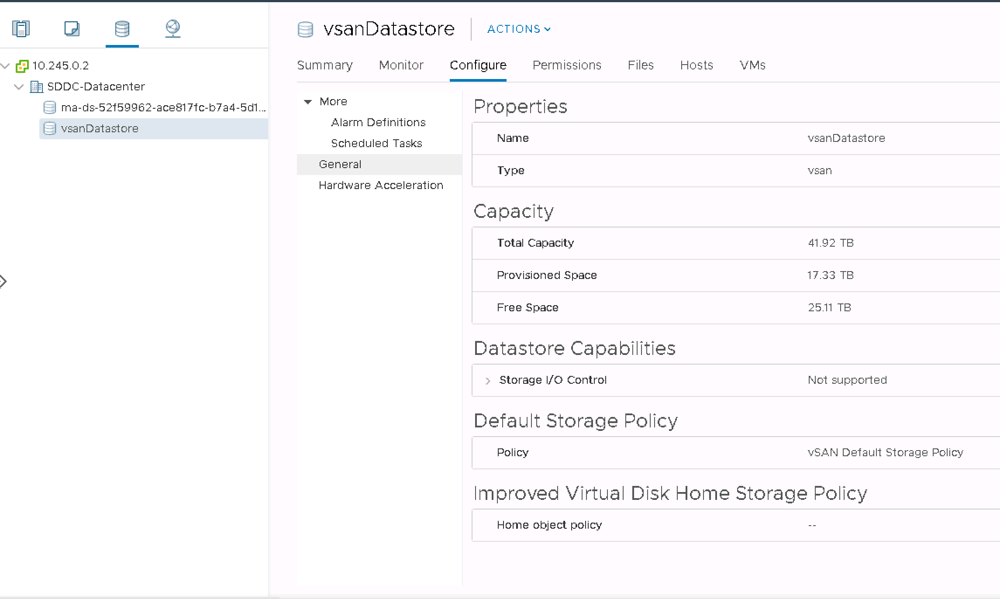 vsanDatastore
ACTIONS
Summary Monitor Configure Permissions Files Hosts VMs
10.245.0.2
SDDC-Datacenter
ma-ds-52f59962-ace817fc-b7a4-5d1...
vsanDatastore
More
Alarm Definitions
Scheduled Tasks
General
Hardware Acceleration
Properties
Name vsanDatastore
Type vsan
Capacity
Total Capacity 41.92 TB
Provisioned Space 17.33 TB
Free Space 25.11 TB
Datastore Capabilities
Storage I/O Control Not supported
Default Storage Policy
Policy vSAN Default Storage Policy
Improved Virtual Disk Home Storage Policy
Home object policy --